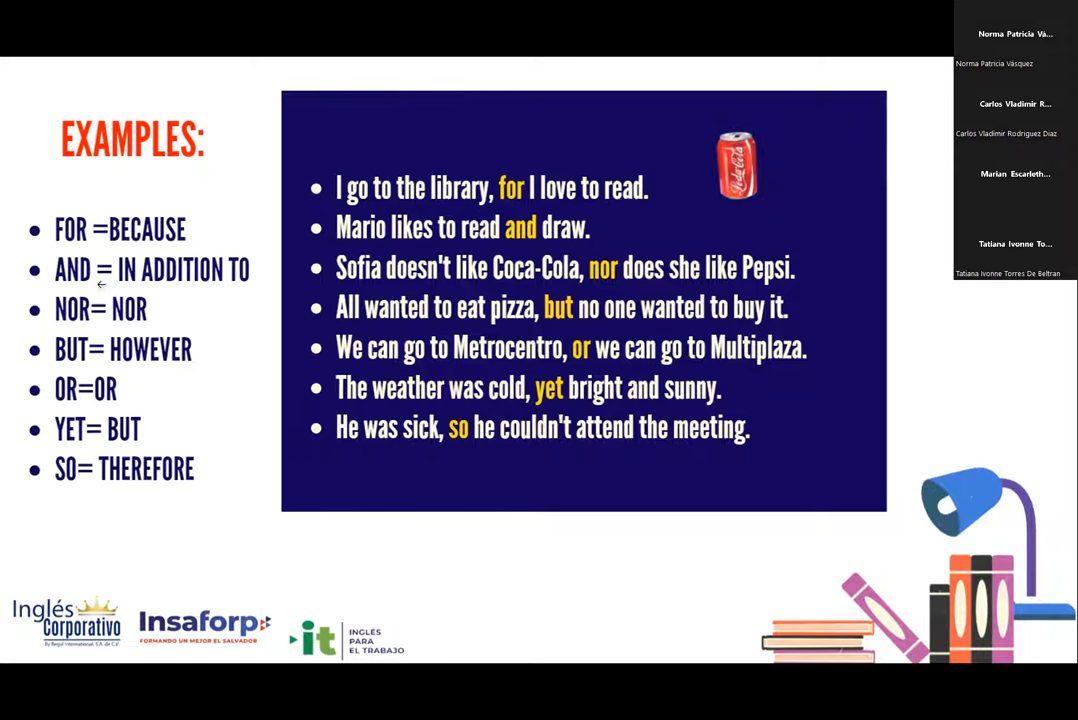 Norma Patricia Vá...
Norma Patricia Vásquez
Carlos Vladimir R...
Carlos Vladimir Rodriguez Diaz
Marian Escarleth...
Tatiana Ivonne To...
Tatiana Ivonne Torres De Beltran
EXAMPLES:
• FOR =BECAUSE
• AND = IN ADDITION TO
• NOR= NOR
• BUT= HOWEVER
• OR=OR
• YET= BUT
• SO= THEREFORE
• I go to the library, for I love to read.
• Mario likes to read and draw.
• Sofia doesn't like Coca-Cola, nor does she like Pepsi.
• All wanted to eat pizza, but no one wanted to buy it.
• We can go to Metrocentro, or we can go to Multiplaza.
• The weather was cold, yet bright and sunny.
• He was sick, so he couldn't attend the meeting.
Inglés
Corporativo
By Regal International, S.A. de C.V.
Insaforp
FORMANDO UN MEJOR EL SALVADOR
it
INGLÉS
PARA
EL TRABAJO